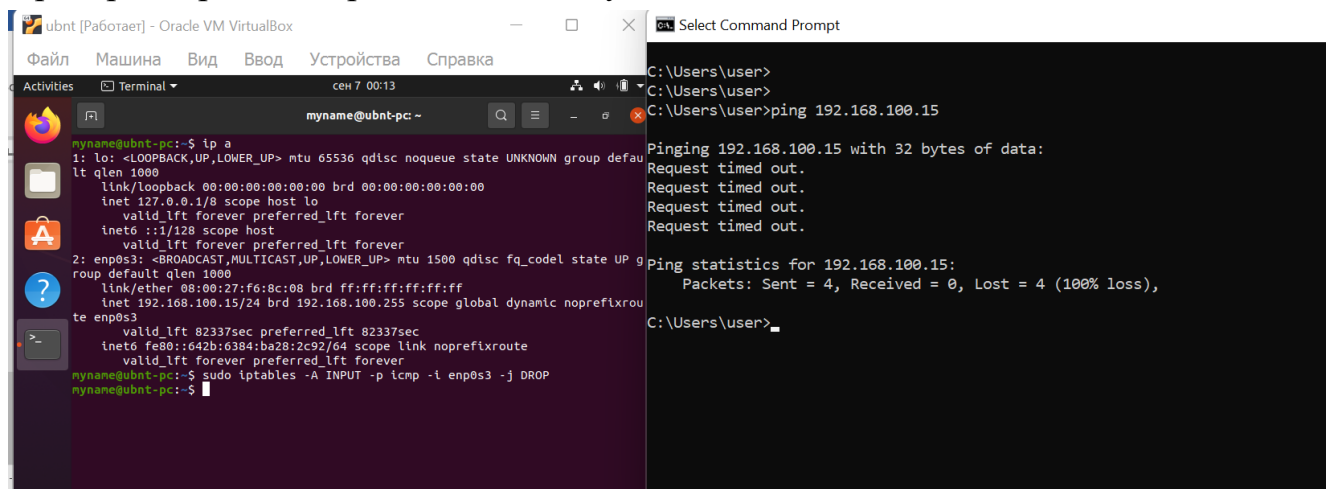 ubnt [Работает] - Oracle VM VirtualBox
Файл Машина Вид Ввод Устройства Справка
Activities Terminal сен 7 00:13
myname@ubnt-pc: ~
myname@ubnt-pc:~$ ip a
1: lo: <LOOPBACK,UP,LOWER_UP> mtu 65536 qdisc noqueue state UNKNOWN group defau
lt qlen 1000
link/loopback 00:00:00:00:00:00 brd 00:00:00:00:00:00
inet 127.0.0.1/8 scope host lo
valid_lft forever preferred_lft forever
inet6 ::1/128 scope host
valid_lft forever preferred_lft forever
2: enp0s3: <BROADCAST,MULTICAST,UP,LOWER_UP> mtu 1500 qdisc fq_codel state UP g
roup default qlen 1000
link/ether 08:00:27:f6:8c:08 brd ff:ff:ff:ff:ff:ff
inet 192.168.100.15/24 brd 192.168.100.255 scope global dynamic noprefixrou
te enp0s3
valid_lft 82337sec preferred_lft 82337sec
inet6 fe80::642b:6384:ba28:2c92/64 scope link noprefixroute
valid_lft forever preferred_lft forever
myname@ubnt-pc:~$ sudo iptables -A INPUT -p icmp -i enp0s3 -j DROP
myname@ubnt-pc:~$
Select Command Prompt
C:\Users\user>
C:\Users\user>
C:\Users\user>ping 192.168.100.15
Pinging 192.168.100.15 with 32 bytes of data:
Request timed out.
Request timed out.
Request timed out.
Request timed out.
Ping statistics for 192.168.100.15:
Packets: Sent = 4, Received = 0, Lost = 4 (100% loss),
C:\Users\user>